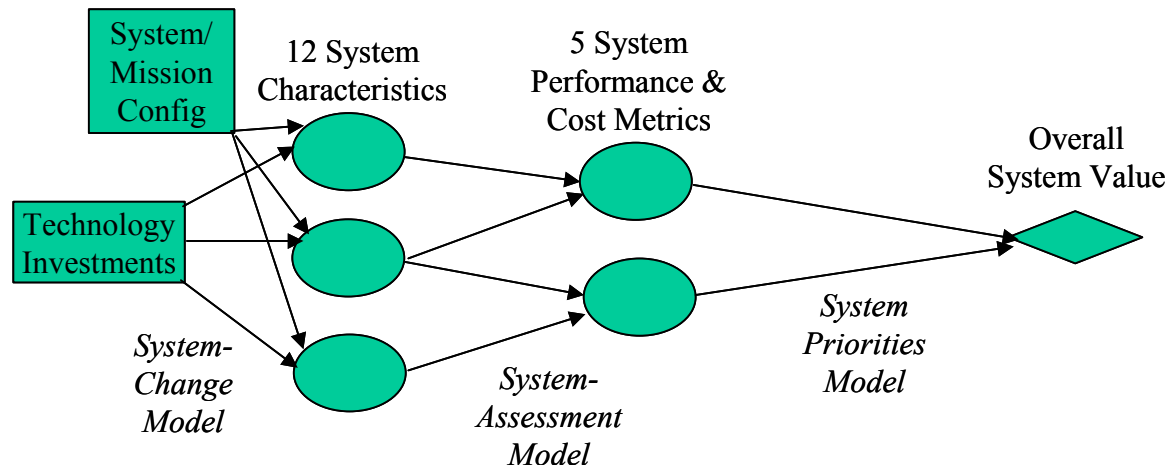 System/
Mission
Config
12 System
Characteristics
5 System
Performance &
Cost Metrics
Overall
System Value
Technology
Investments
System-
Change
Model
System-
Assessment
Model
System
Priorities
Model